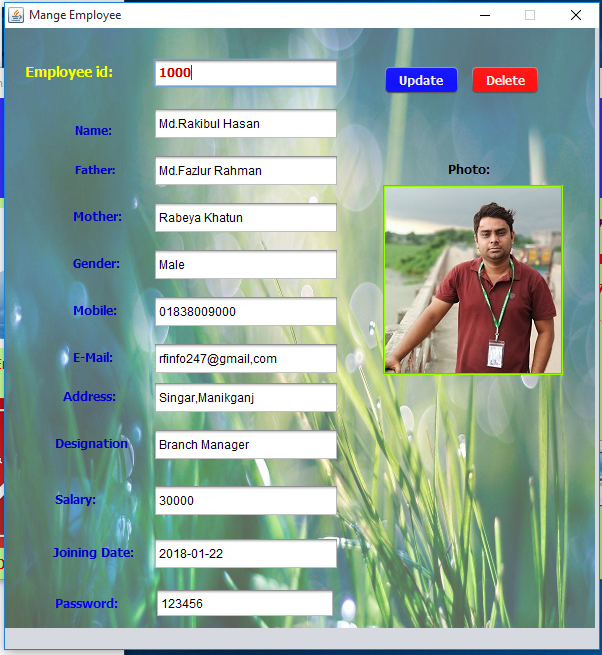 Mange Employee
Employee id: 1000
Update Delete
Name: Md.Rakibul Hasan
Father: Md.Fazlur Rahman
Photo:
Mother: Rabeya Khatun
Gender: Male
Mobile: 01838009000
E-Mail: rfinfo247@gmail,com
Address: Singar,Manikganj
Designation Branch Manager
Salary: 30000
Joining Date: 2018-01-22
Password: 123456